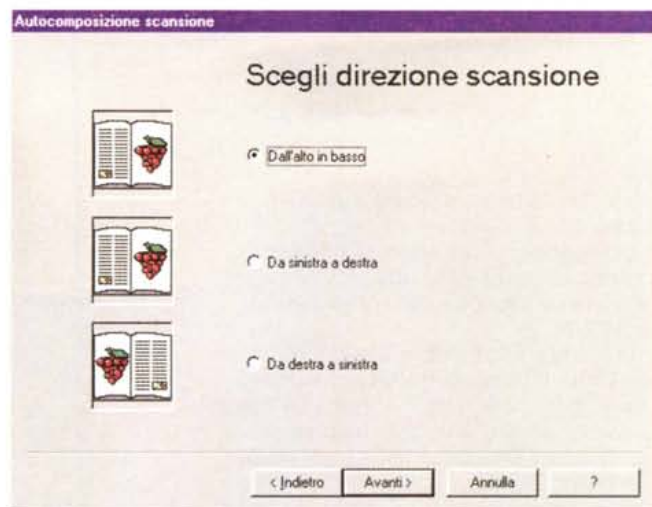 Autocomposizione scansione
Scegli direzione scansione
Dall'alto in basso
Da sinistra a destra
Da destra a sinistra
< Indietro
Avanti >
Annulla
?